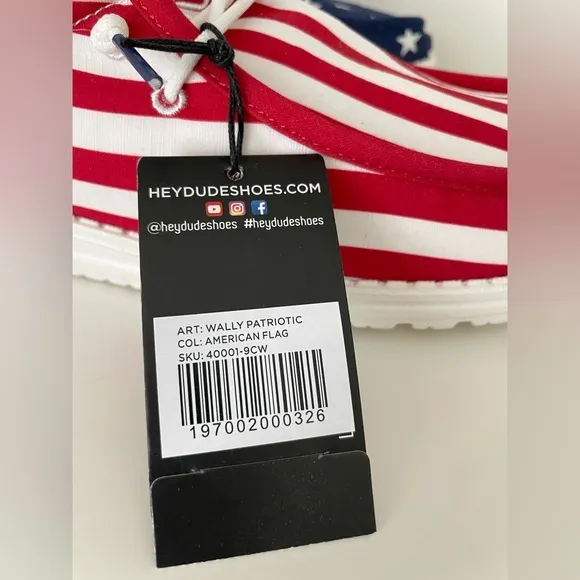 HEYDUDESHOES.COM
@heydudeshoes #heydudeshoes
ART: WALLY PATRIOTIC
COL: AMERICAN FLAG
SKU: 40001-9CW
197002000326